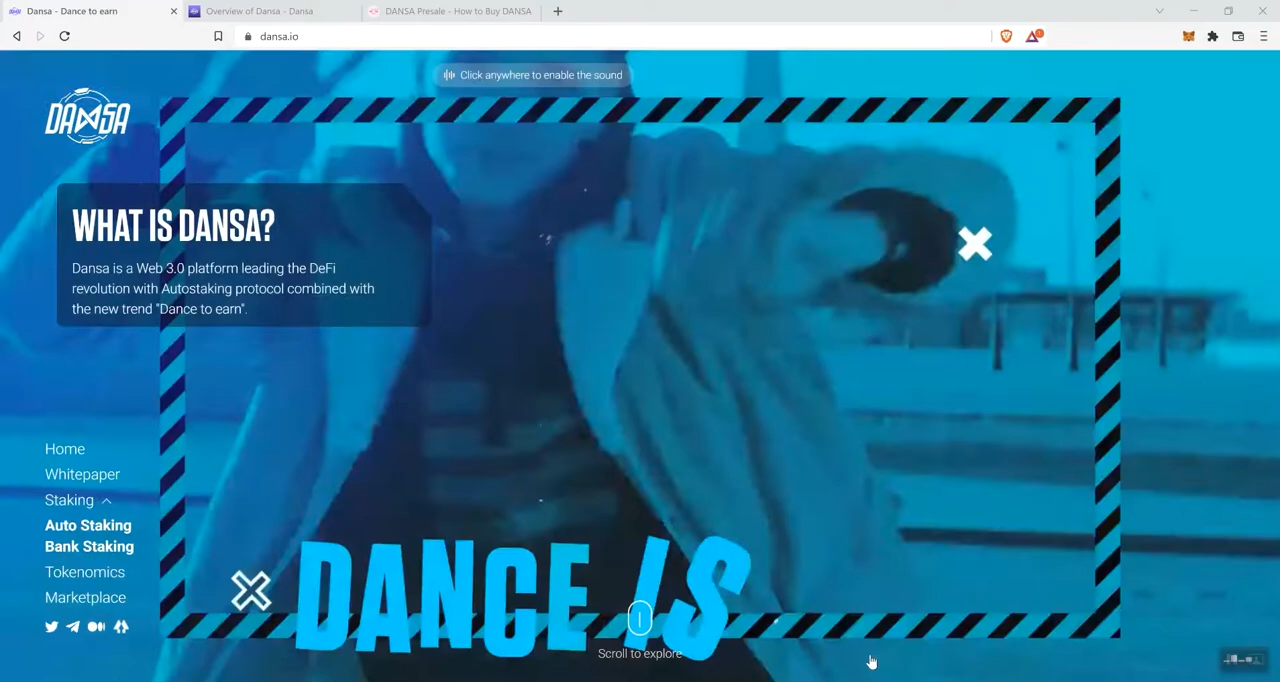 Dansa - Dance to earn
Overview of Dansa - Dansa
DANSA Presale - How to Buy DANSA
dansa.io
1
Click anywhere to enable the sound
DANSA
WHAT IS DANSA?
Dansa is a Web 3.0 platform leading the DeFi
revolution with Autostaking protocol combined with
the new trend "Dance to earn".
Home
Whitepaper
Staking
Auto Staking
Bank Staking
Tokenomics
Marketplace
DANCE IS
Scroll to explore